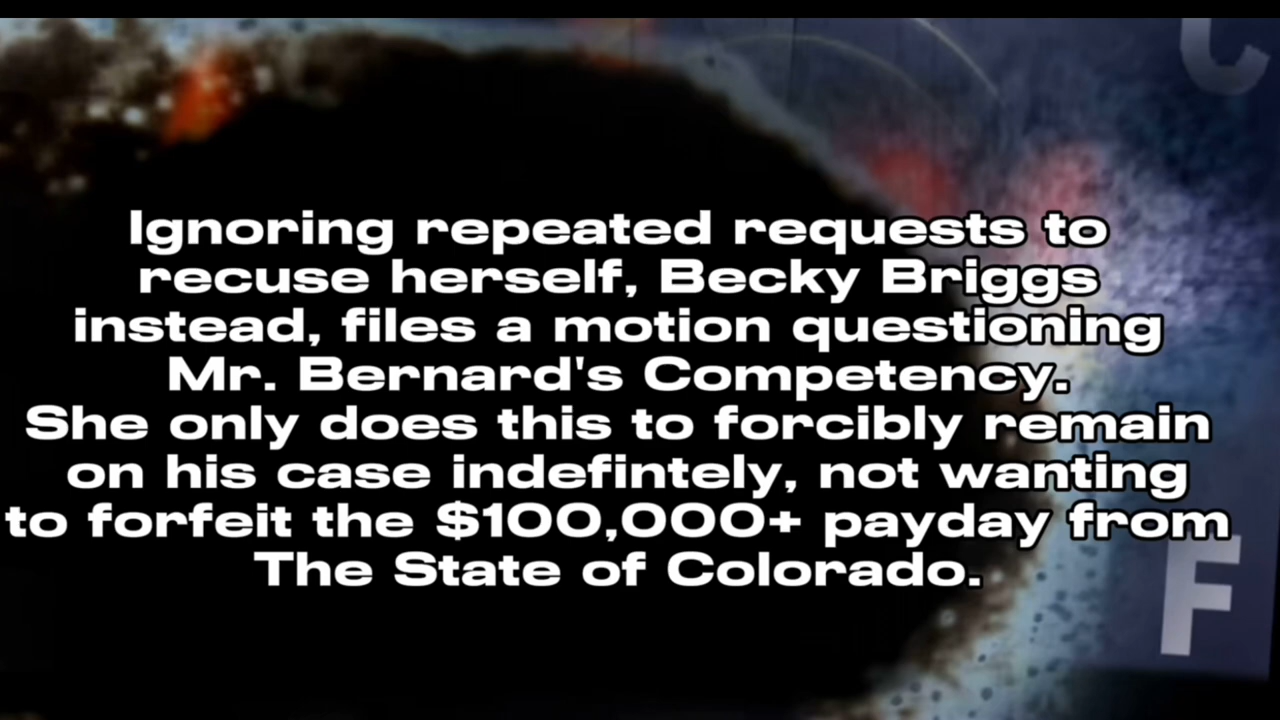 C
Ignoring repeated requests to
recuse herself, Becky Briggs
instead, files a motion questioning
Mr. Bernard's Competency.
She only does this to forcibly remain
on his case indefintely, not wanting
to forfeit the $100,000+ payday from
The State of Colorado.
F